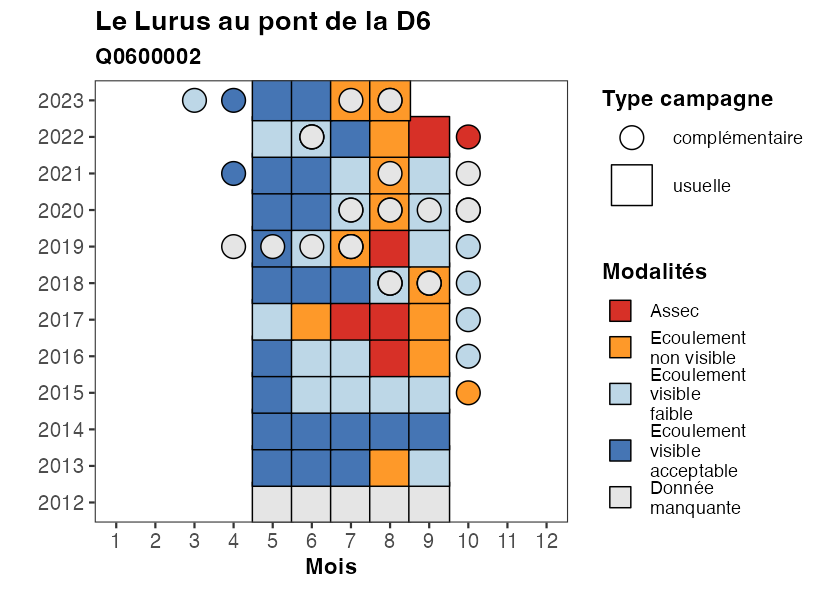 Le Lurus au pont de la D6
Q0600002
2023
2022
2021
2020
2019
2018
2017
2016
2015
2014
2013
2012
1 2 3 4 5 6 7 8 9 10 11 12
Mois
Type campagne
complémentaire
usuelle
Modalités
Assec
Ecoulement
non visible
Ecoulement
visible
faible
Ecoulement
visible
acceptable
Donnée
manquante